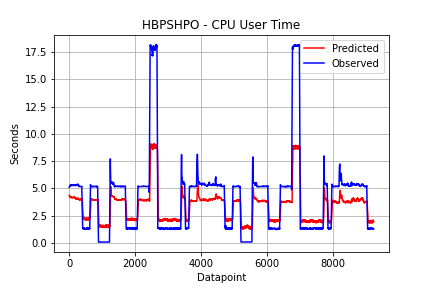 HBPSHPO - CPU User Time
Predicted
Observed
17.5
15.0
12.5
10.0
7.5
5.0
2.5
0.0
Seconds
0 2000 4000 6000 8000
Datapoint